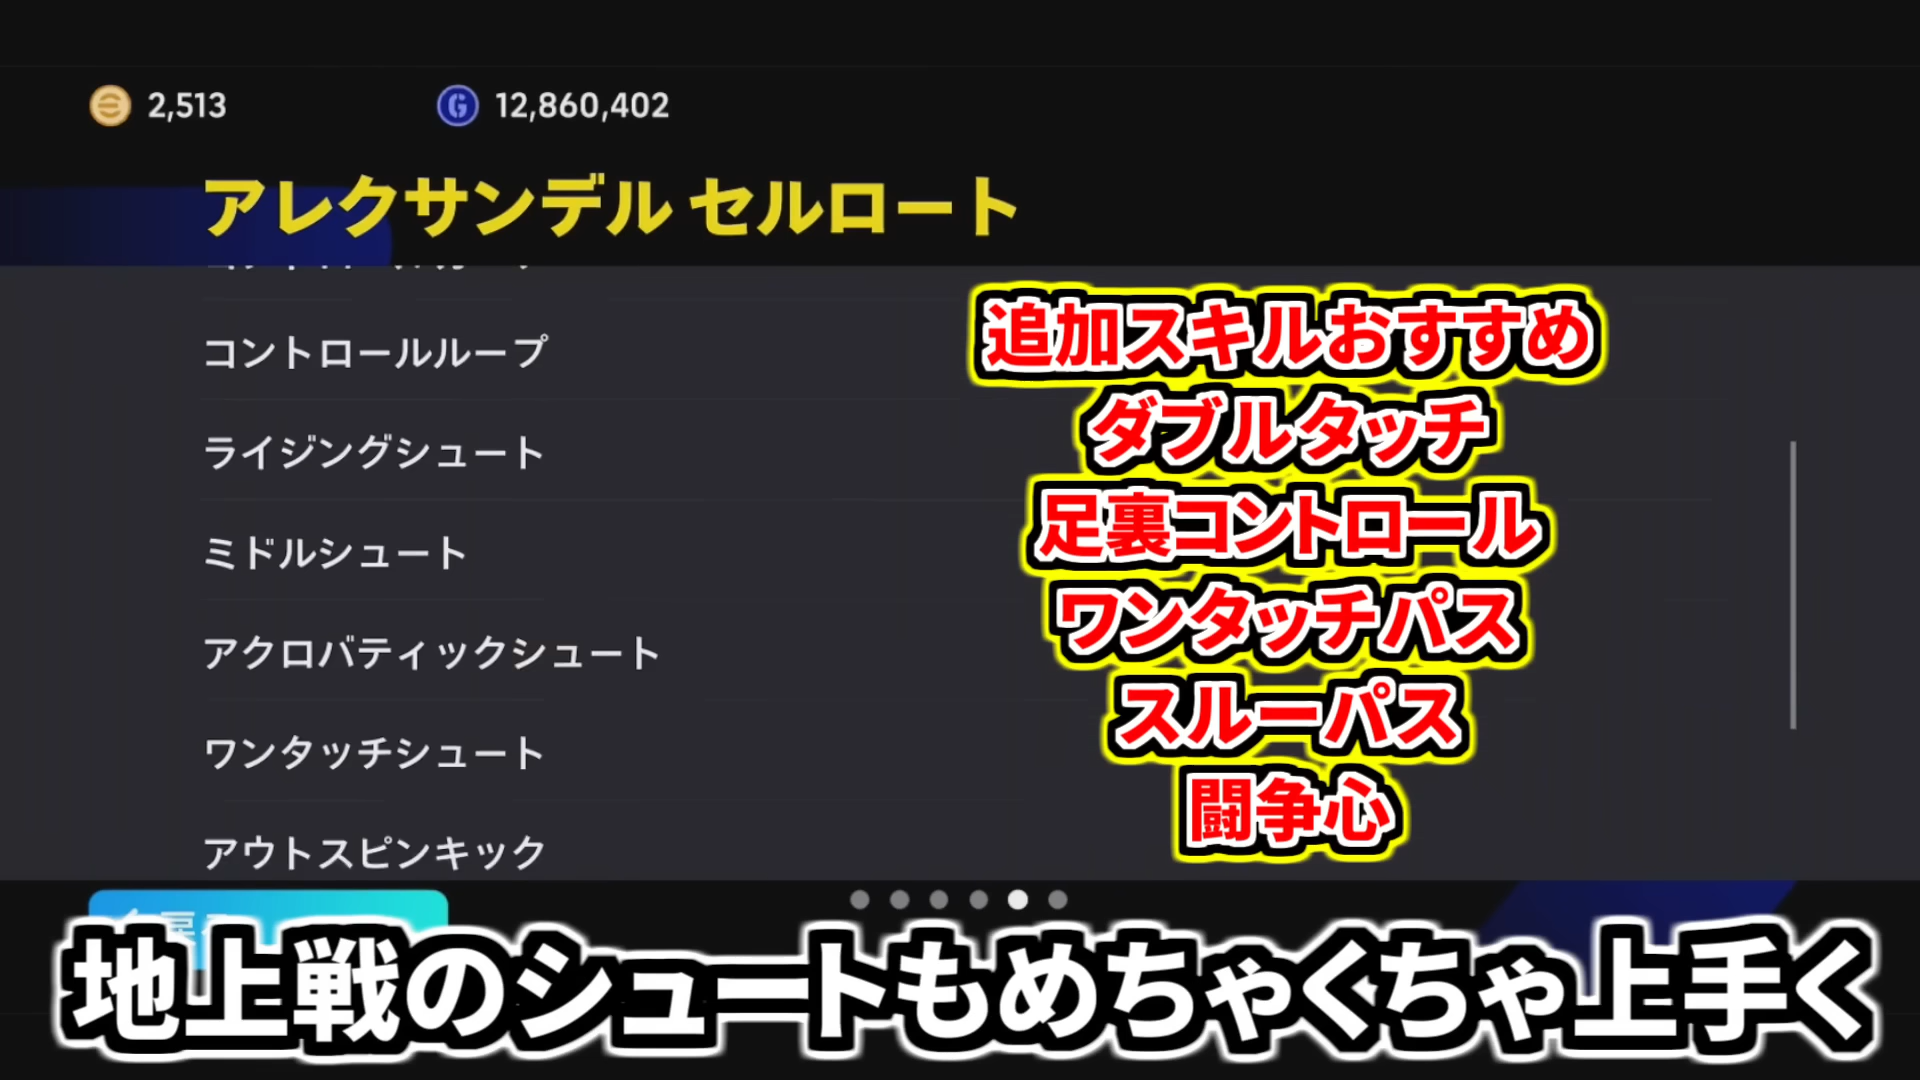 2,513
12,860,402
アレクサンデル セルロート
コントロールループ
ライジングシュート
ミドルシュート
アクロバティックシュート
ワンタッチシュート
アウトスピンキック
追加スキルおすすめ
ダブルタッチ
足裏コントロール
ワンタッチパス
スルーパス
闘争心
地上戦のシュートもめちゃくちゃ上手く